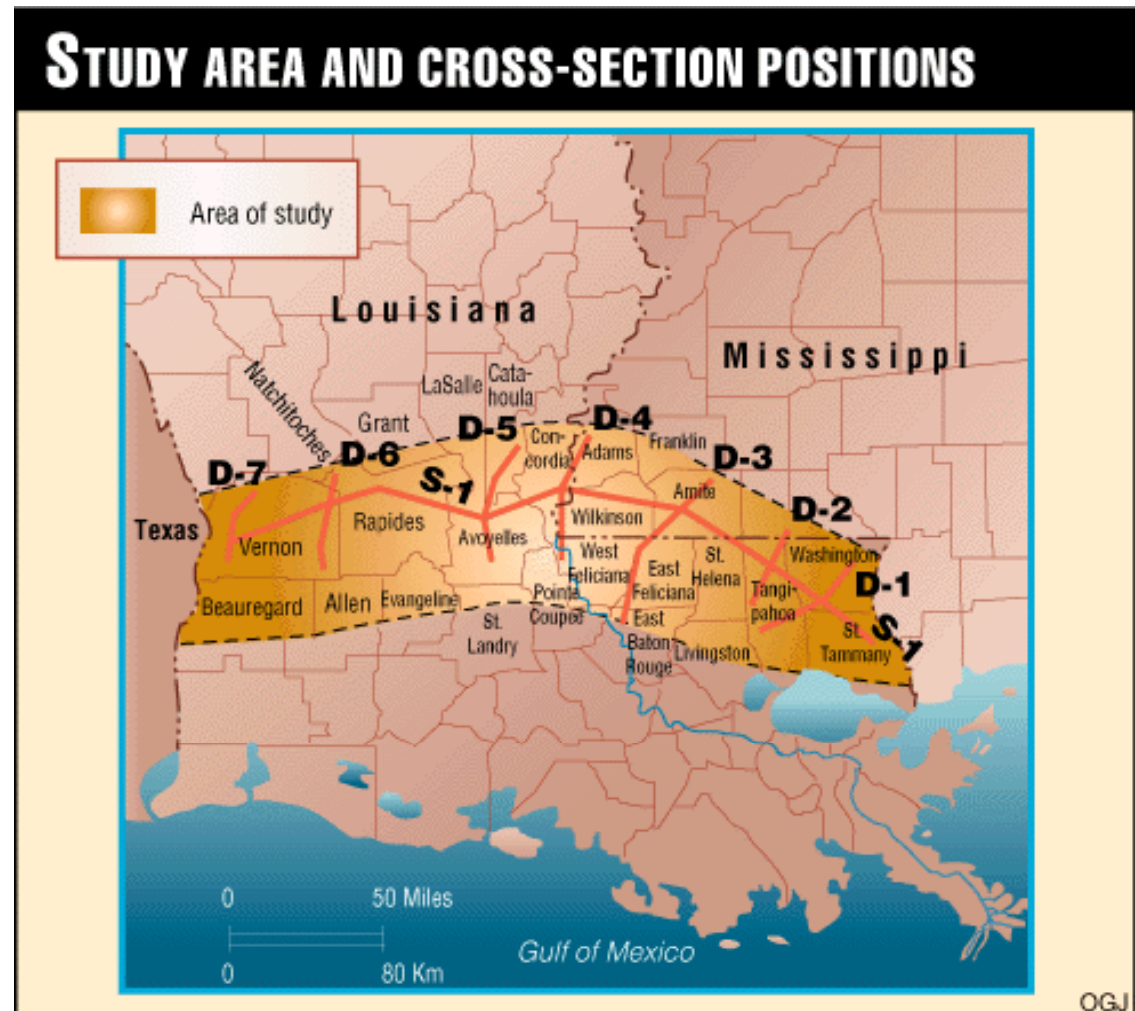 STUDY AREA AND CROSS-SECTION POSITIONS
Area of study
Louisiana
Mississippi
Natchitoches
LaSalle
Cata-
houla
Grant
D-5
D-4
Con-
cordia
Adams
Franklin
D-7
D-6
S-1
D-3
Amite
Texas
Vernon
Rapides
Avoyelles
Wilkinson
D-2
Washington
West
Feliciana
East
Feliciana
St.
Helena
Tangi-
pahoa
D-1
S-1
Beauregard
Allen
Evangeline
Pointe
Coupee
St.
Landry
East
Baton
Rouge
Livingston
St.
Tammany
0
50 Miles
0
80 Km
Gulf of Mexico
OGJ